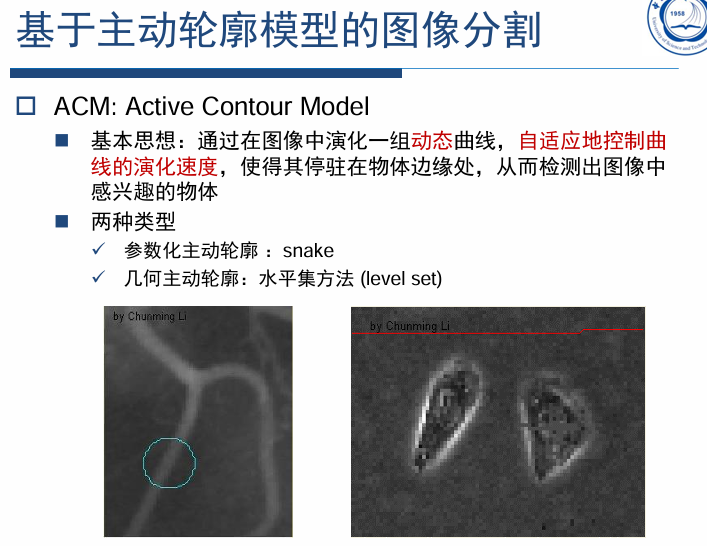 基于主动轮廓模型的图像分割
1958
University of Science and Techno
ACM: Active Contour Model
基本思想：通过在图像中演化一组动态曲线，自适应地控制曲
线的演化速度，使得其停驻在物体边缘处，从而检测出图像中
感兴趣的物体
两种类型
参数化主动轮廓 ：snake
几何主动轮廓：水平集方法 (level set)
by Chunming Li
by Chunming Li